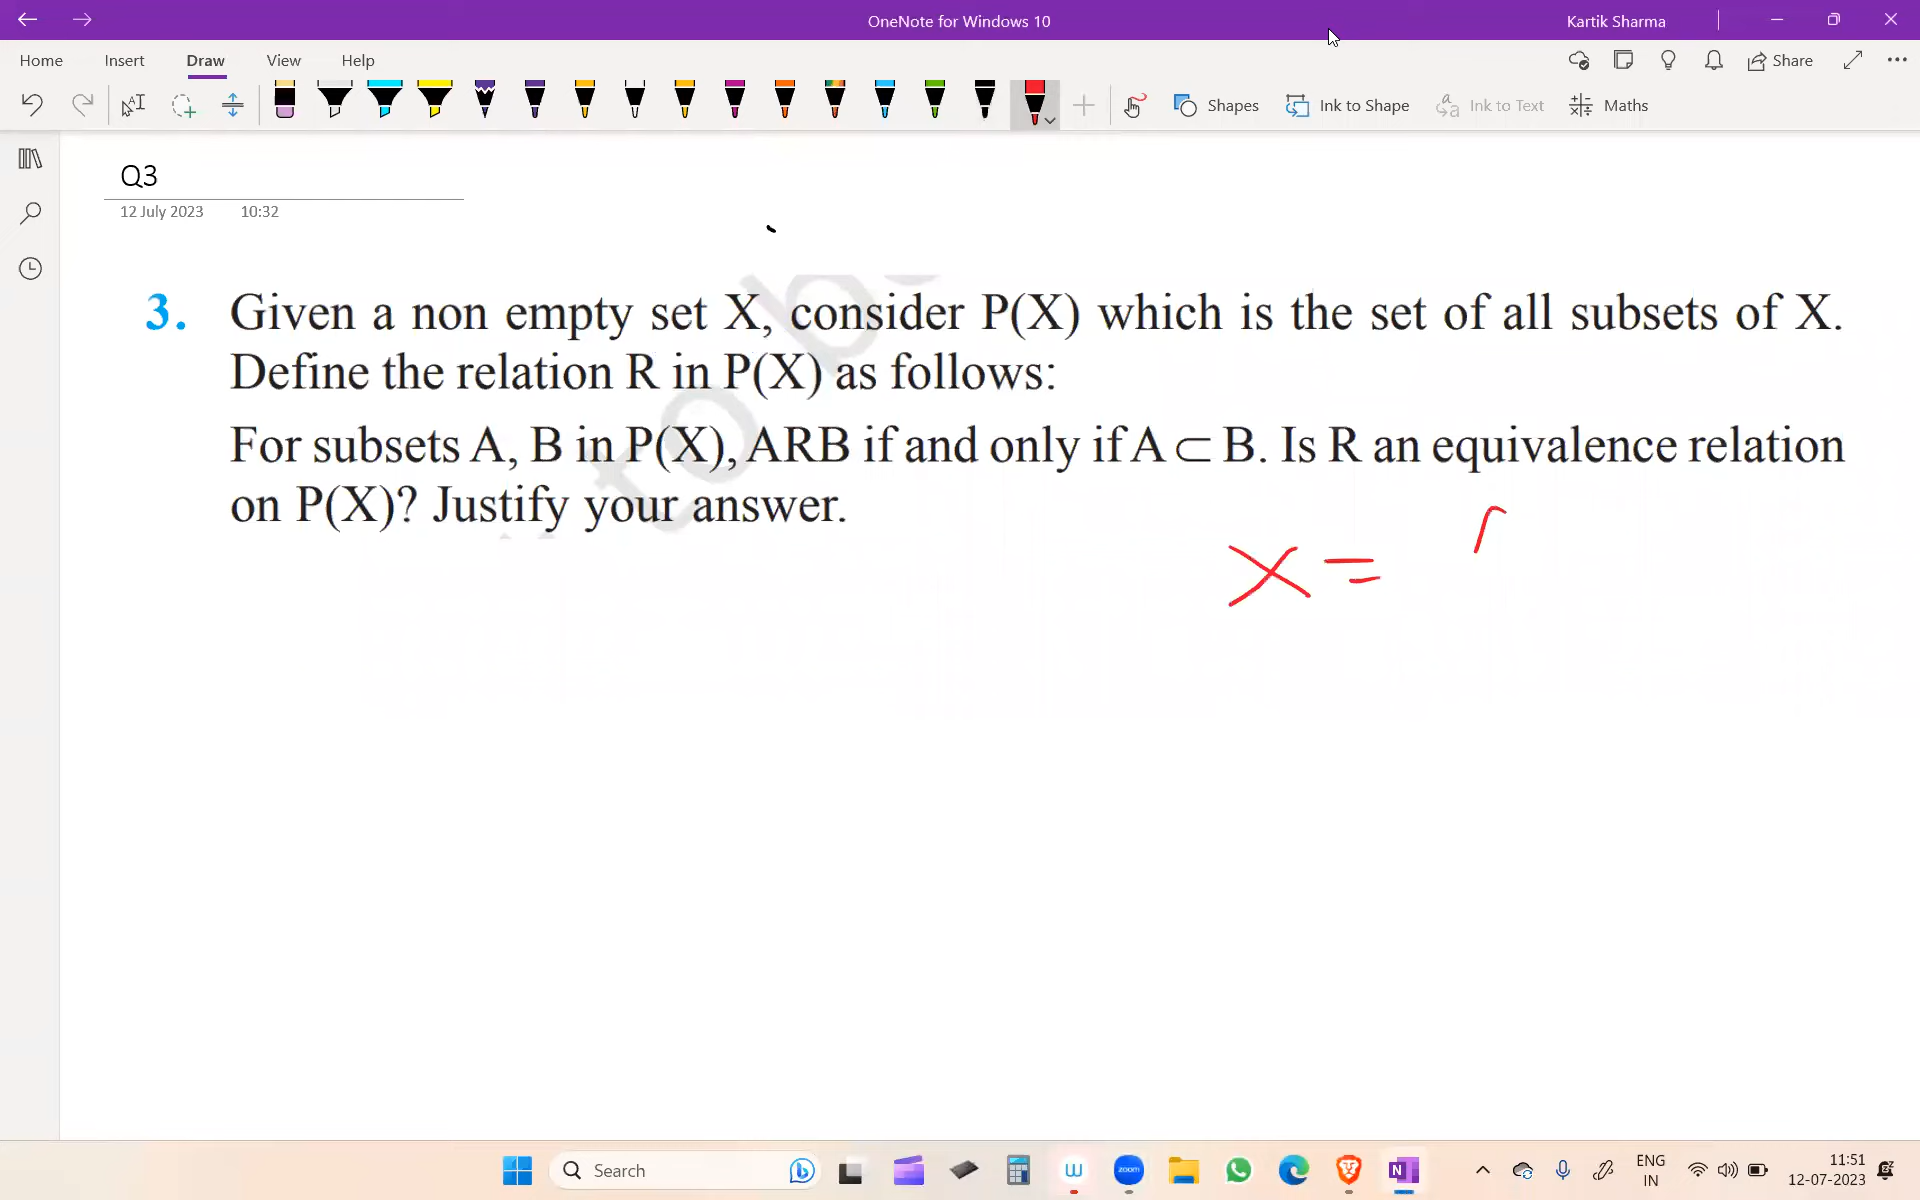 OneNote for Windows 10
Kartik Sharma
Home Insert Draw View Help
Share
Shapes Ink to Shape Ink to Text Maths
Q3
12 July 2023 10:32
3. Given a non empty set X, consider P(X) which is the set of all subsets of X.
Define the relation R in P(X) as follows:
For subsets A, B in P(X), ARB if and only if A ⊂ B. Is R an equivalence relation
on P(X)? Justify your answer.
X =
Search
zoom
ENG
IN
11:51
12-07-2023